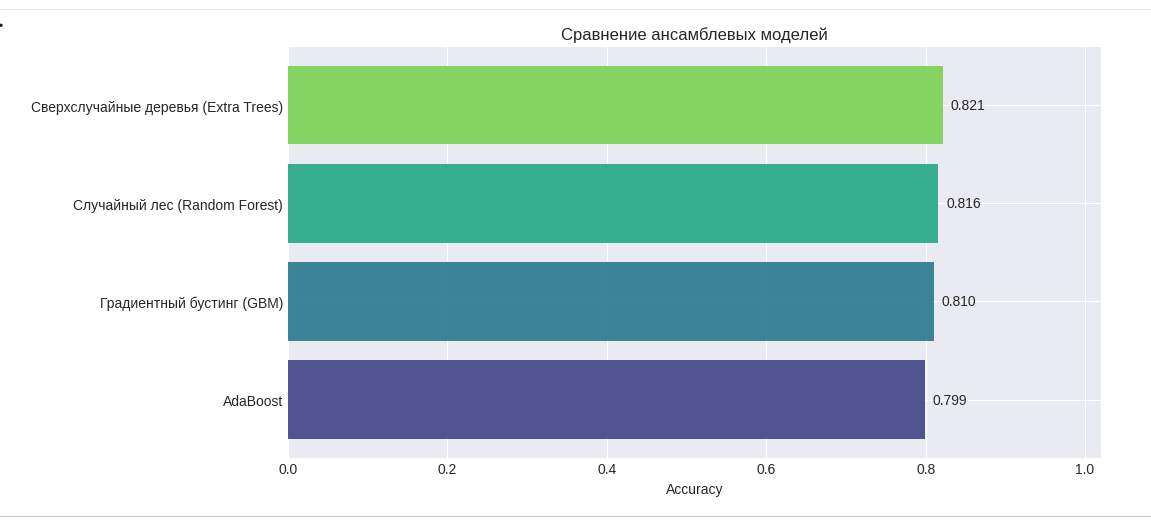 Сравнение ансамблевых моделей
Сверхслучайные деревья (Extra Trees)
0.821
Случайный лес (Random Forest)
0.816
Градиентный бустинг (GBM)
0.810
AdaBoost
0.799
0.0 0.2 0.4 0.6 0.8 1.0
Accuracy